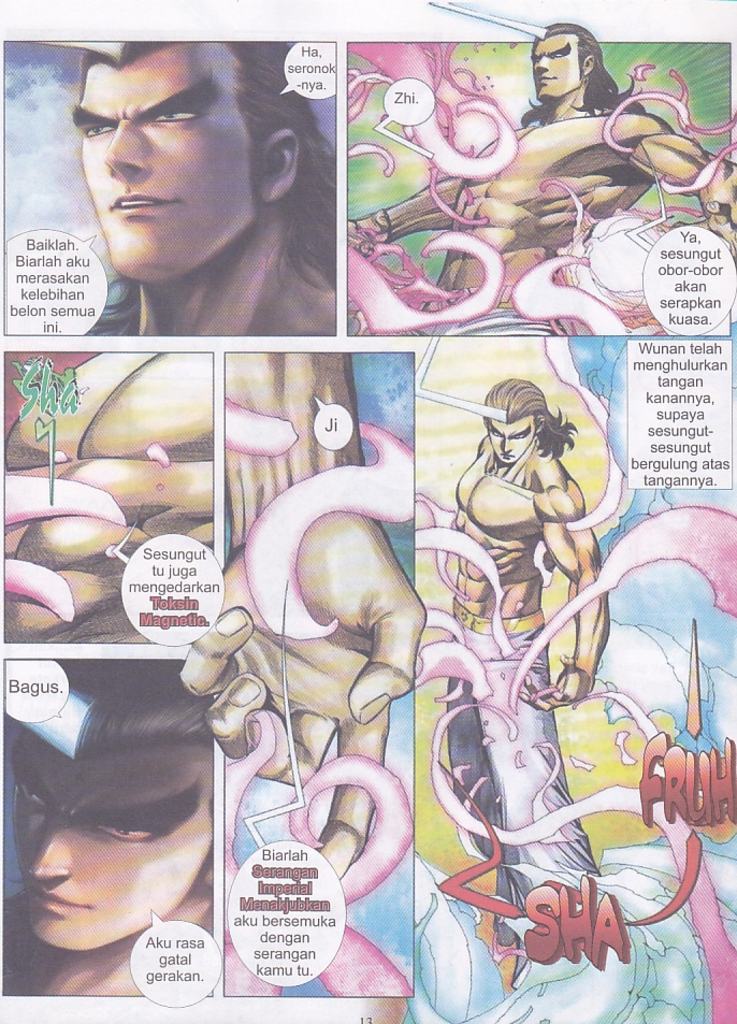 Ha,
seronok
-nya.
Baiklah.
Biarlah aku
merasakan
kelebihan
belon semua
ini.
Zhi.
Ya,
sesungut
obor-obor
akan
serapkan
kuasa.
Sha
Sesungut
tu juga
mengedarkan
Toksin
Magnetic.
Ji
Wunan telah
menghulurkan
tangan
kanannya,
supaya
sesungut-
sesungut
bergulung atas
tangannya.
Bagus.
Aku rasa
gatal
gerakan.
Biarlah
Serangan
Imperial
Menakjubkan
aku bersemuka
dengan
serangan
kamu tu.
FRUH
SHA
13